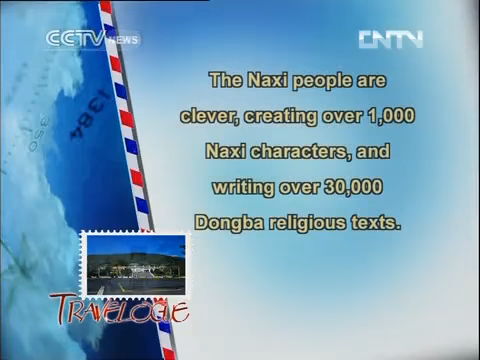 CCTV NEWS
CNTV
The Naxi people are
clever, creating over 1,000
Naxi characters, and
writing over 30,000
Dongba religious texts.
1384
350
TRAVELOGUE